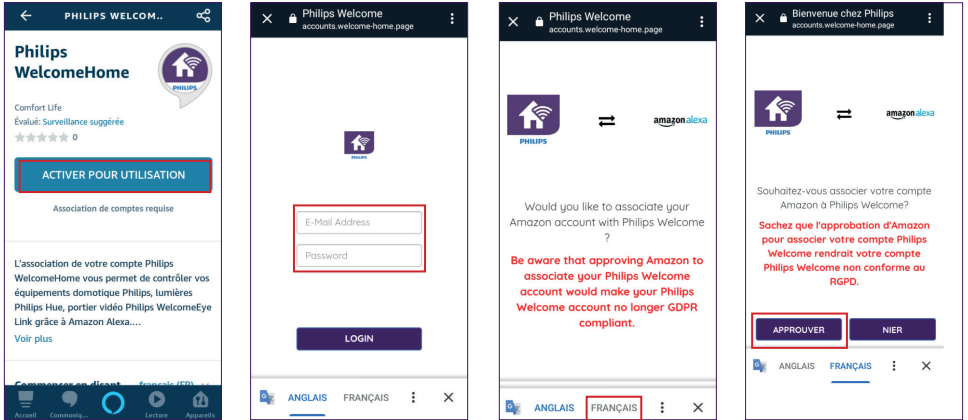 PHILIPS WELCOM..
Philips
WelcomeHome
PHILIPS
Comfort Life
Évalué: Surveillance suggérée
0
ACTIVER POUR UTILISATION
Association de comptes requise
L'association de votre compte Philips
WelcomeHome vous permet de contrôler vos
équipements domotique Philips, lumières
Philips Hue, portier vidéo Philips WelcomeEye
Link grâce à Amazon Alexa....
Voir plus
Commencer en disant français (FR)
Accueil Communiq... Lecture Appareils
Philips Welcome
accounts.welcome-home.page
PHILIPS
E-Mail Address
Password
LOGIN
ANGLAIS FRANÇAIS
Philips Welcome
accounts.welcome-home.page
PHILIPS
amazon alexa
Would you like to associate your
Amazon account with Philips Welcome
?
Be aware that approving Amazon to
associate your Philips Welcome
account would make your Philips
Welcome account no longer GDPR
compliant.
ANGLAIS FRANÇAIS
Bienvenue chez Philips
accounts.welcome-home.page
PHILIPS
amazon alexa
Souhaitez-vous associer votre compte
Amazon à Philips Welcome?
Sachez que l'approbation d'Amazon
pour associer votre compte Philips
Welcome rendrait votre compte
Philips Welcome non conforme au
RGPD.
APPROUVER NIER
ANGLAIS FRANÇAIS